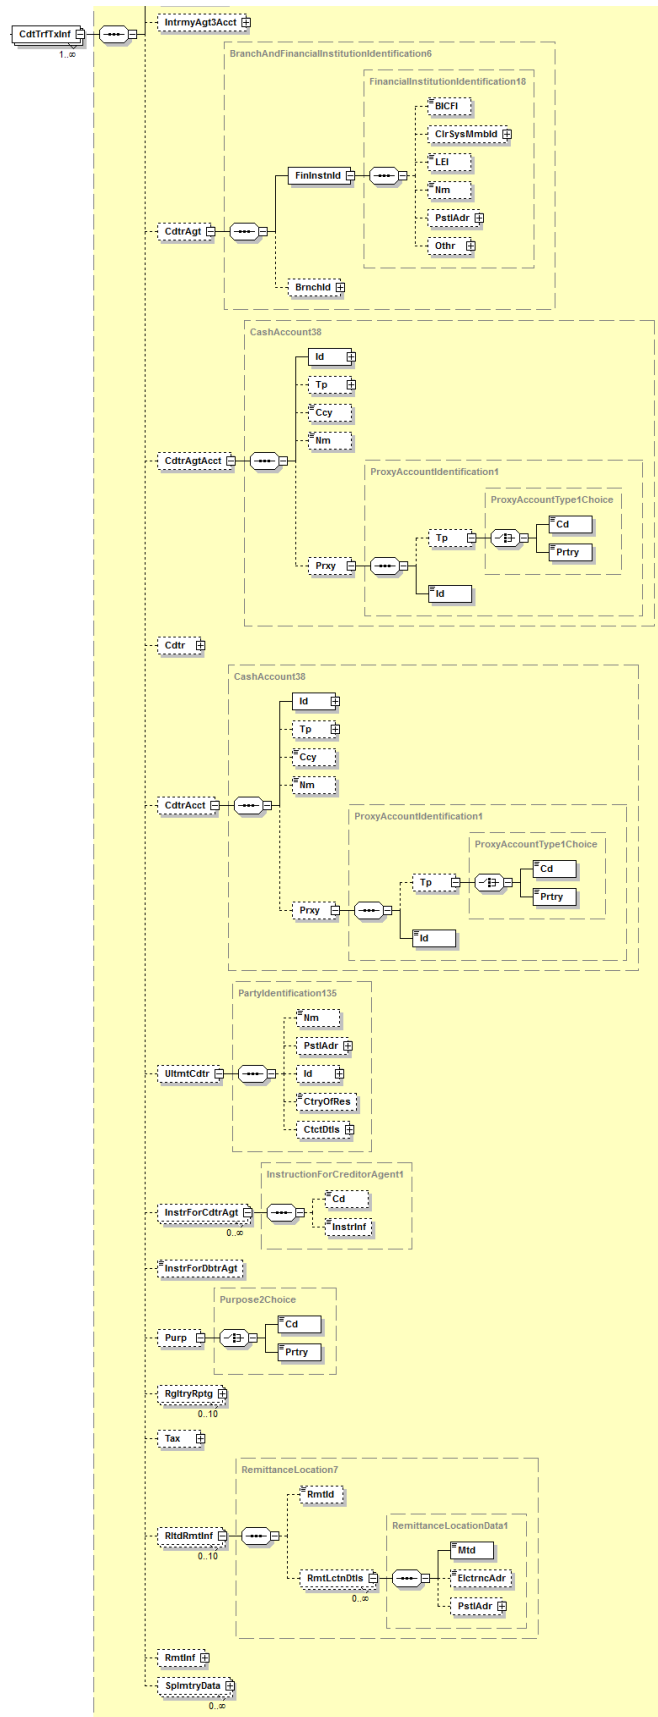 IntrmyAgt3Acct
CdtTrfTxInf
1..∞
BranchAndFinancialInstitutionIdentification6
FinancialInstitutionIdentification18
BICFI
ClrSysMmbId
LEI
FinInstnId
Nm
PstlAdr
CdtrAgt
Othr
BrnchId
CashAccount38
Id
Tp
Ccy
Nm
CdtrAgtAcct
ProxyAccountIdentification1
ProxyAccountType1Choice
Cd
Tp
Prtry
Prxy
Id
Cdtr
CashAccount38
Id
Tp
Ccy
Nm
CdtrAcct
ProxyAccountIdentification1
ProxyAccountType1Choice
Cd
Tp
Prtry
Prxy
Id
PartyIdentification135
Nm
PstlAdr
UltmtCdtr
Id
CtryOfRes
CtctDtls
InstructionForCreditorAgent1
Cd
InstrForCdtrAgt
InstrInf
0..∞
InstrForDbtrAgt
Purpose2Choice
Cd
Purp
Prtry
RgltryRptg
0..10
Tax
RemittanceLocation7
RmtId
RemittanceLocationData1
RltdRmtInf
0..10
Mtd
RmtLctnDtls
ElctrncAdr
0..∞
PstlAdr
RmtInf
SplmtryData
0..∞